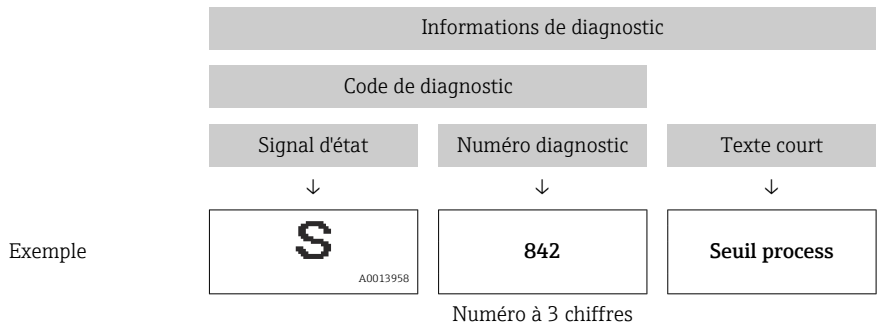 Informations de diagnostic
Code de diagnostic
Signal d'état Numéro diagnostic Texte court
↓ ↓ ↓
Exemple S 842 Seuil process
A0013958
Numéro à 3 chiffres